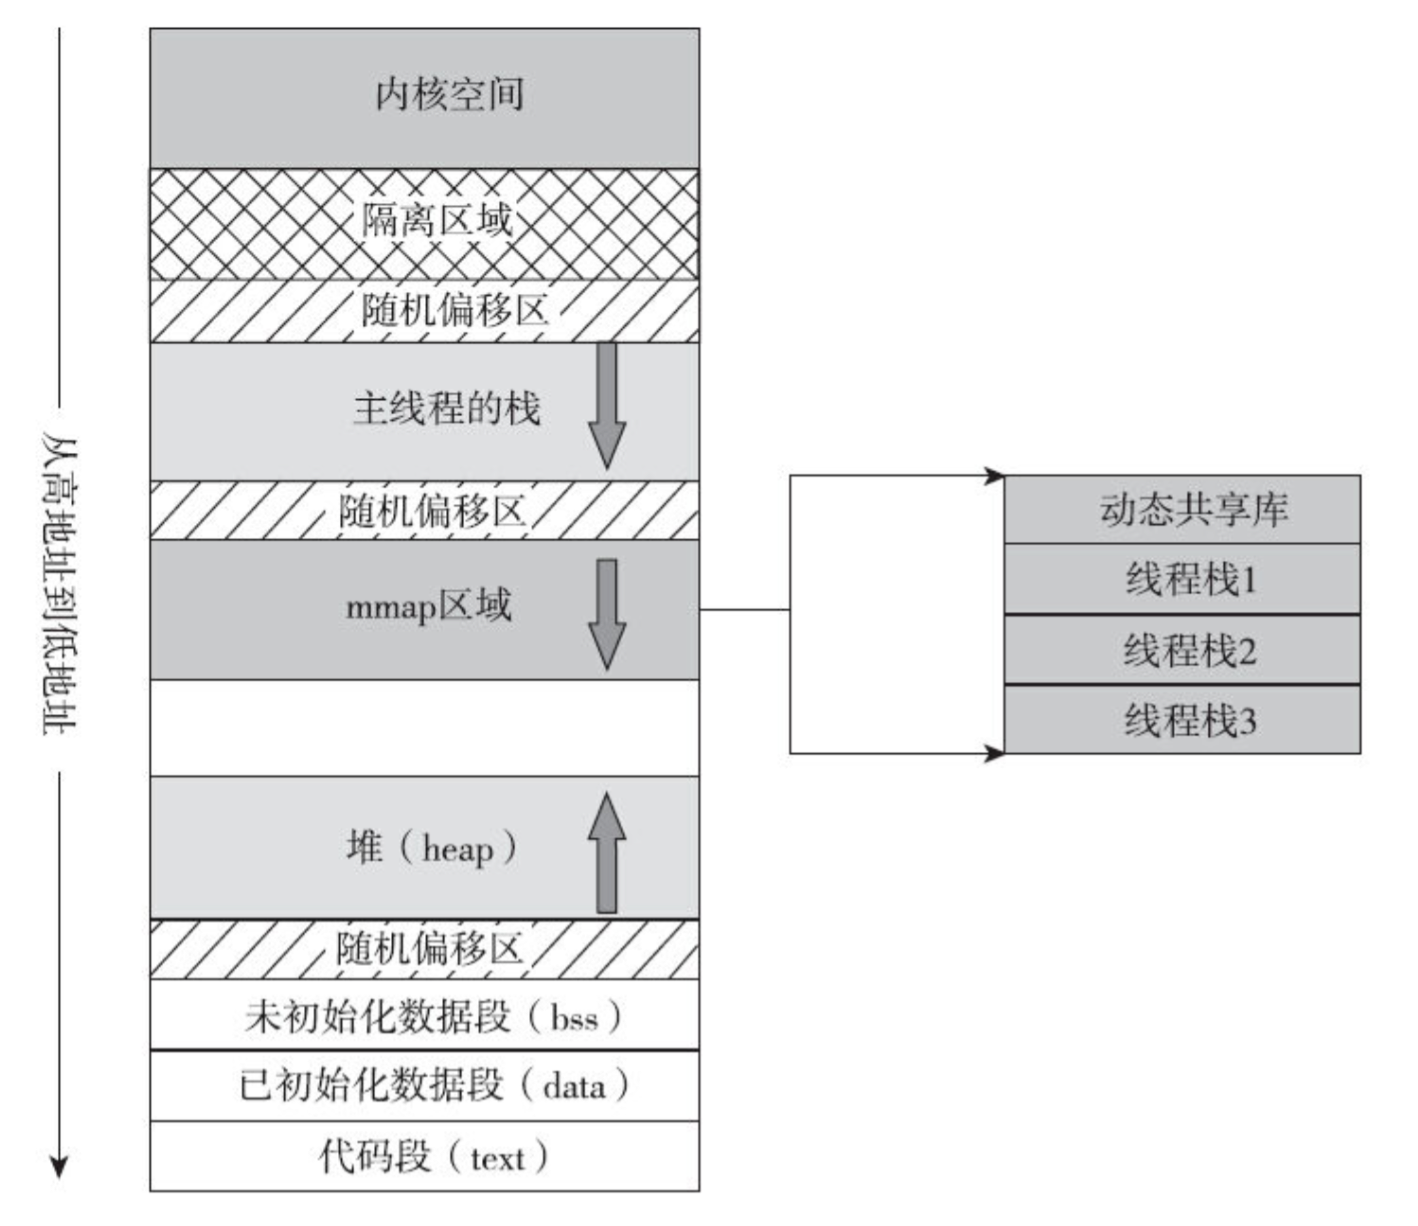 内核空间
隔离区域
随机偏移区
主线程的栈
随机偏移区
mmap区域
堆（heap）
随机偏移区
未初始化数据段（bss）
已初始化数据段（data）
代码段（text）
从高地址到低地址
动态共享库
线程栈1
线程栈2
线程栈3